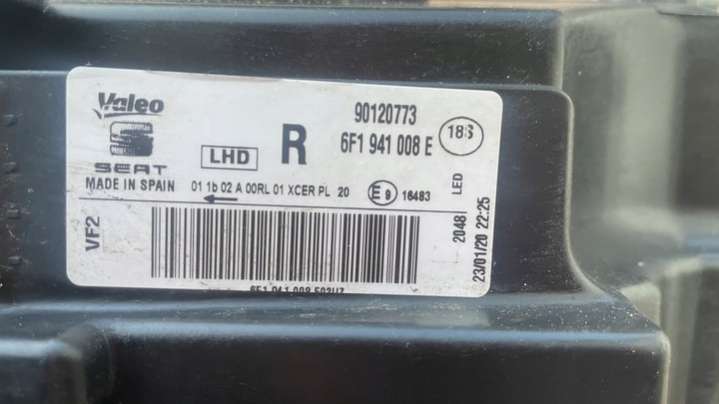 Valeo
90120773
LHD
R
6F1 941 008 E
18S
SEAT
MADE IN SPAIN
01 1b 02 A 00RL 01 XCER PL 20
E 9
16483
LED
VF2
2048
23/01/20 22:25